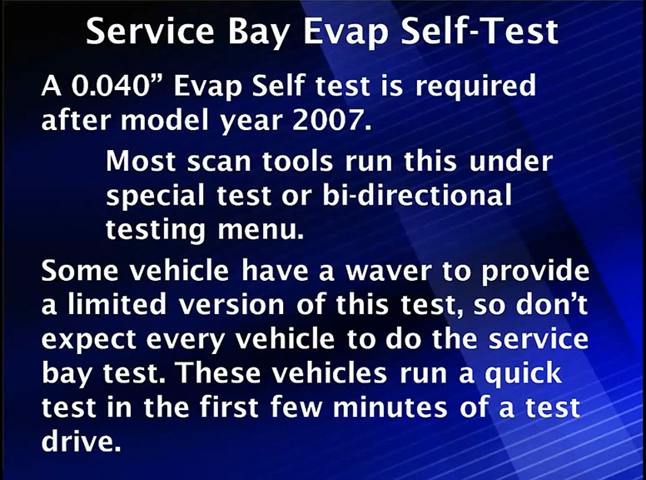 Service Bay Evap Self-Test
A 0.040” Evap Self test is required
after model year 2007.
Most scan tools run this under
special test or bi-directional
testing menu.
Some vehicle have a waver to provide
a limited version of this test, so don’t
expect every vehicle to do the service
bay test. These vehicles run a quick
test in the first few minutes of a test
drive.